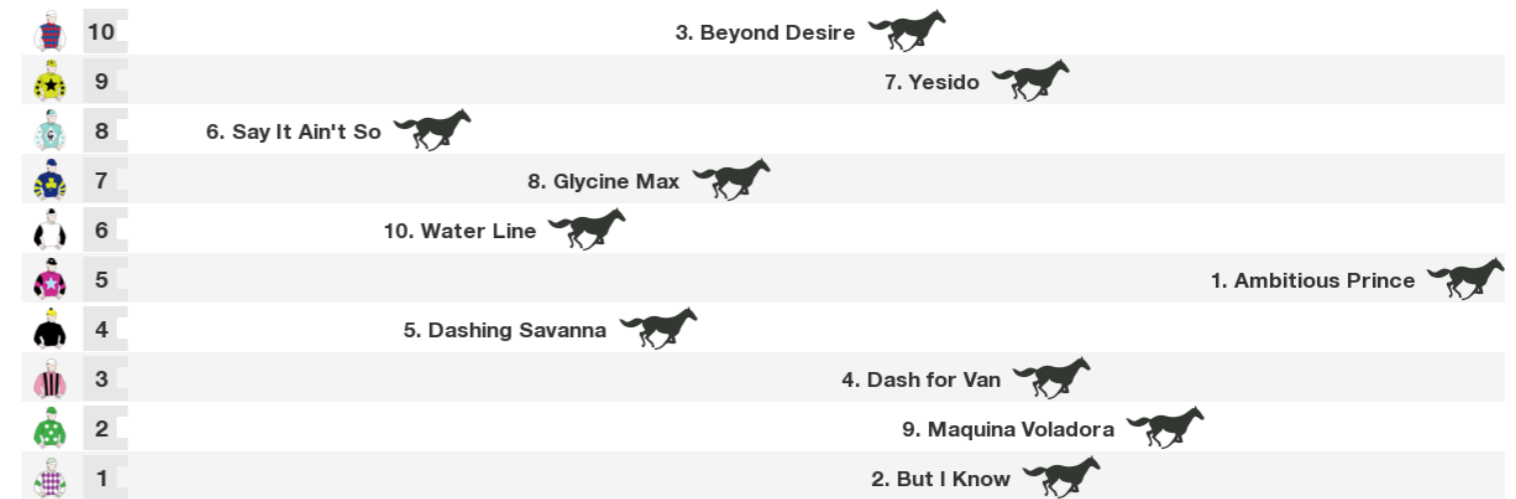 10 3. Beyond Desire
9 7. Yesido
8 6. Say It Ain't So
7 8. Glycine Max
6 10. Water Line
5 1. Ambitious Prince
4 5. Dashing Savanna
3 4. Dash for Van
2 9. Maquina Voladora
1 2. But I Know